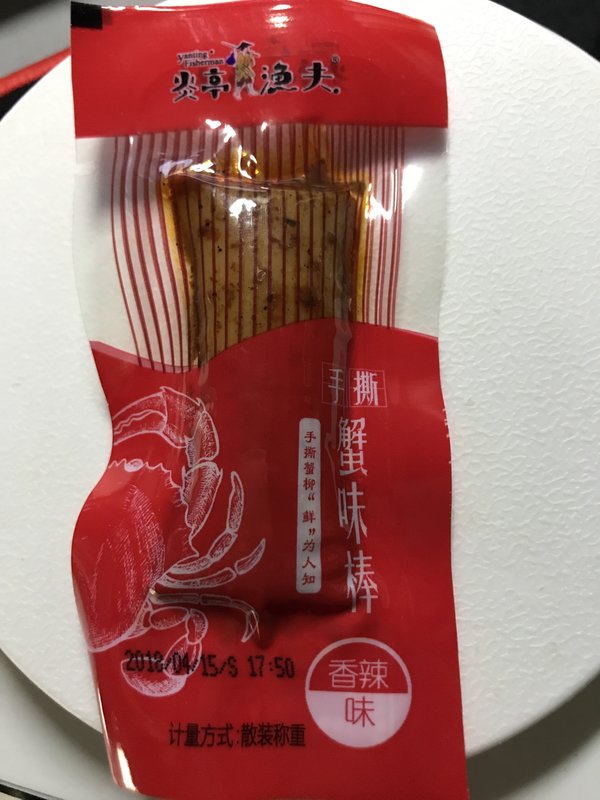 Yanting
Fisherman
炎亭渔夫®
手撕
蟹味棒
手撕蟹柳“鲜”为人知
2018/04/15/S 17:50
香辣
味
计量方式:散装称重